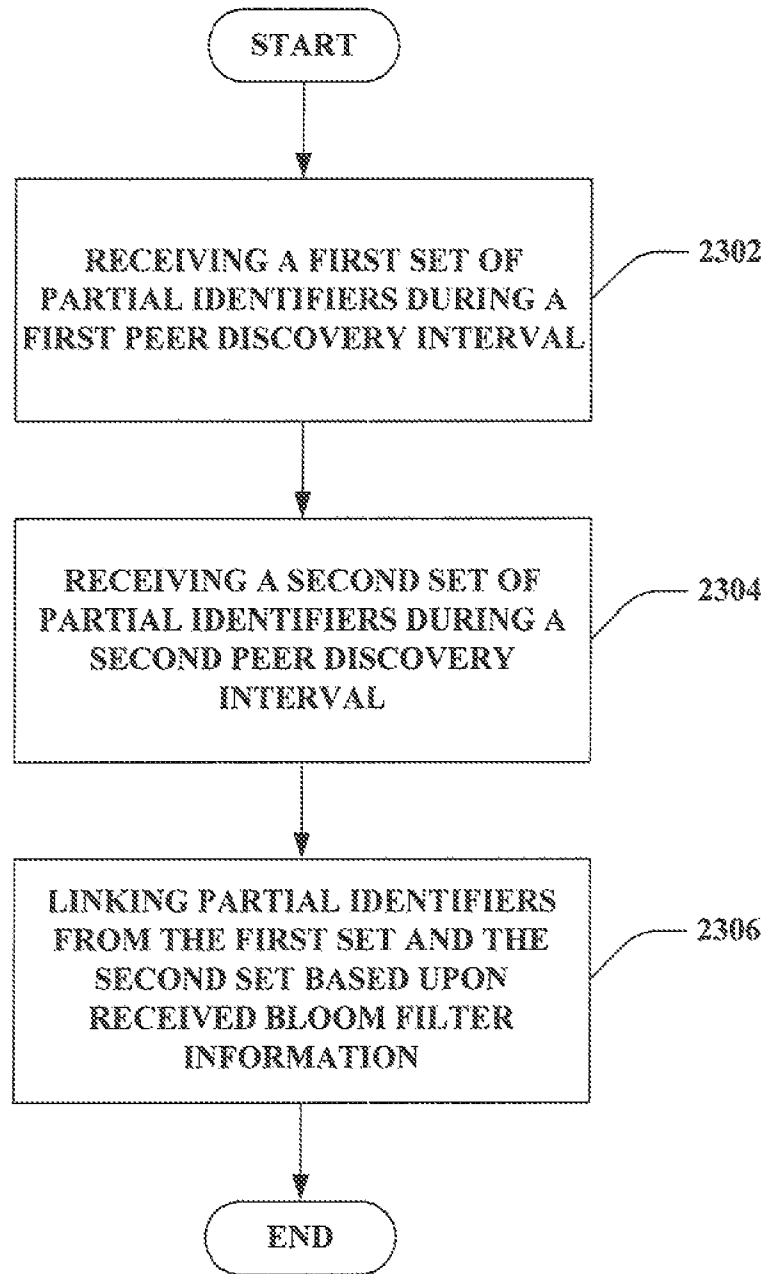 START
RECEIVING A FIRST SET OF
PARTIAL IDENTIFIERS DURING A
FIRST PEER DISCOVERY INTERVAL
2302
RECEIVING A SECOND SET OF
PARTIAL IDENTIFIERS DURING A
SECOND PEER DISCOVERY
INTERVAL
2304
LINKING PARTIAL IDENTIFIERS
FROM THE FIRST SET AND THE
SECOND SET BASED UPON
RECEIVED BLOOM FILTER
INFORMATION
2306
END